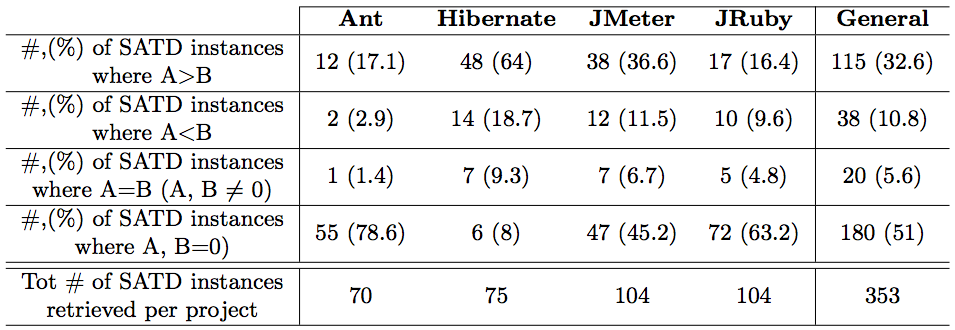 Ant Hibernate JMeter JRuby General
#,(%) of SATD instances
where A>B
12 (17.1) 48 (64) 38 (36.6) 17 (16.4) 115 (32.6)
#,(%) of SATD instances
where A<B
2 (2.9) 14 (18.7) 12 (11.5) 10 (9.6) 38 (10.8)
#,(%) of SATD instances
where A=B (A, B ≠ 0)
1 (1.4) 7 (9.3) 7 (6.7) 5 (4.8) 20 (5.6)
#,(%) of SATD instances
where A, B=0)
55 (78.6) 6 (8) 47 (45.2) 72 (63.2) 180 (51)
Tot # of SATD instances
retrieved per project
70 75 104 104 353